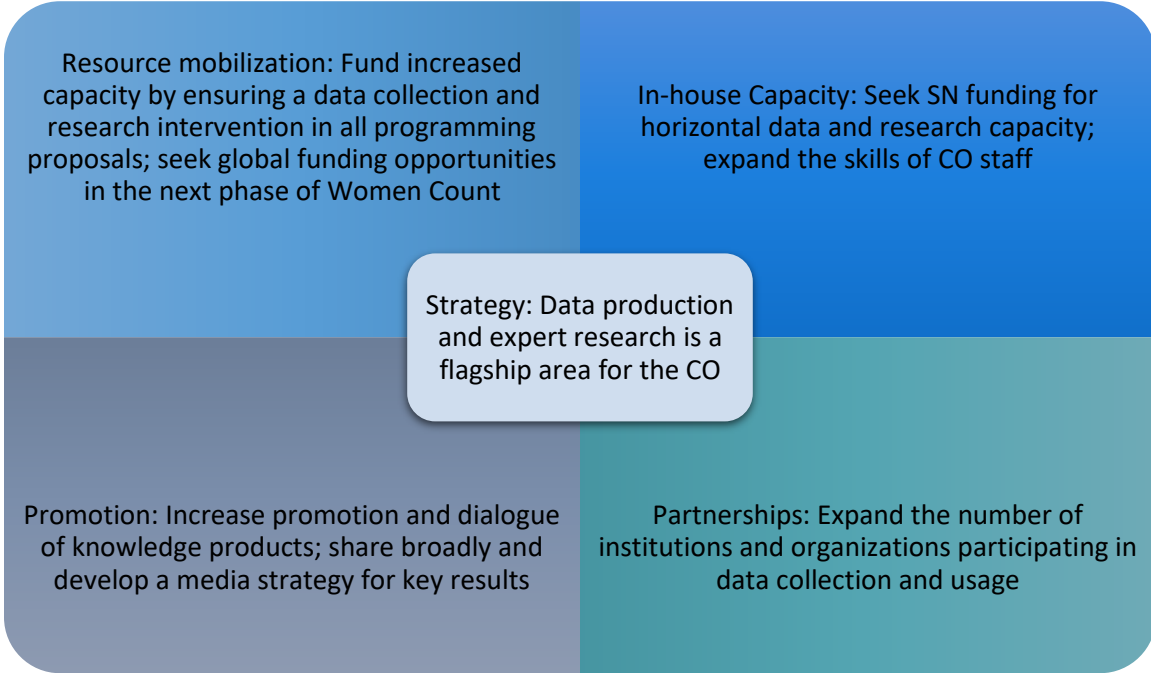 Resource mobilization: Fund increased
capacity by ensuring a data collection and
research intervention in all programming
proposals; seek global funding opportunities
in the next phase of Women Count
In-house Capacity: Seek SN funding for
horizontal data and research capacity;
expand the skills of CO staff
Strategy: Data production
and expert research is a
flagship area for the CO
Promotion: Increase promotion and dialogue
of knowledge products; share broadly and
develop a media strategy for key results
Partnerships: Expand the number of
institutions and organizations participating in
data collection and usage